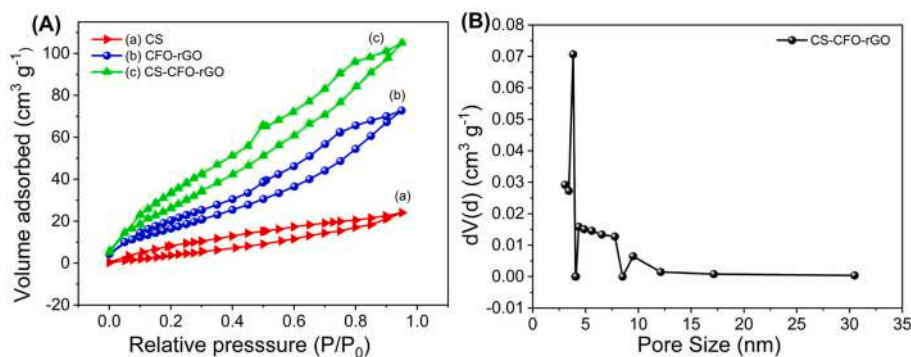 (A)
(a) CS
(b) CFO-rGO
(c) CS-CFO-rGO
(c)
(b)
(a)
Volume adsorbed (cm³ g⁻¹)
100
80
60
40
20
0
-20
0.0 0.2 0.4 0.6 0.8 1.0
Relative presssure (P/P₀)
(B)
CS-CFO-rGO
dV(d) (cm³ g⁻¹)
0.08
0.07
0.06
0.05
0.04
0.03
0.02
0.01
0.00
-0.01
0 5 10 15 20 25 30 35
Pore Size (nm)